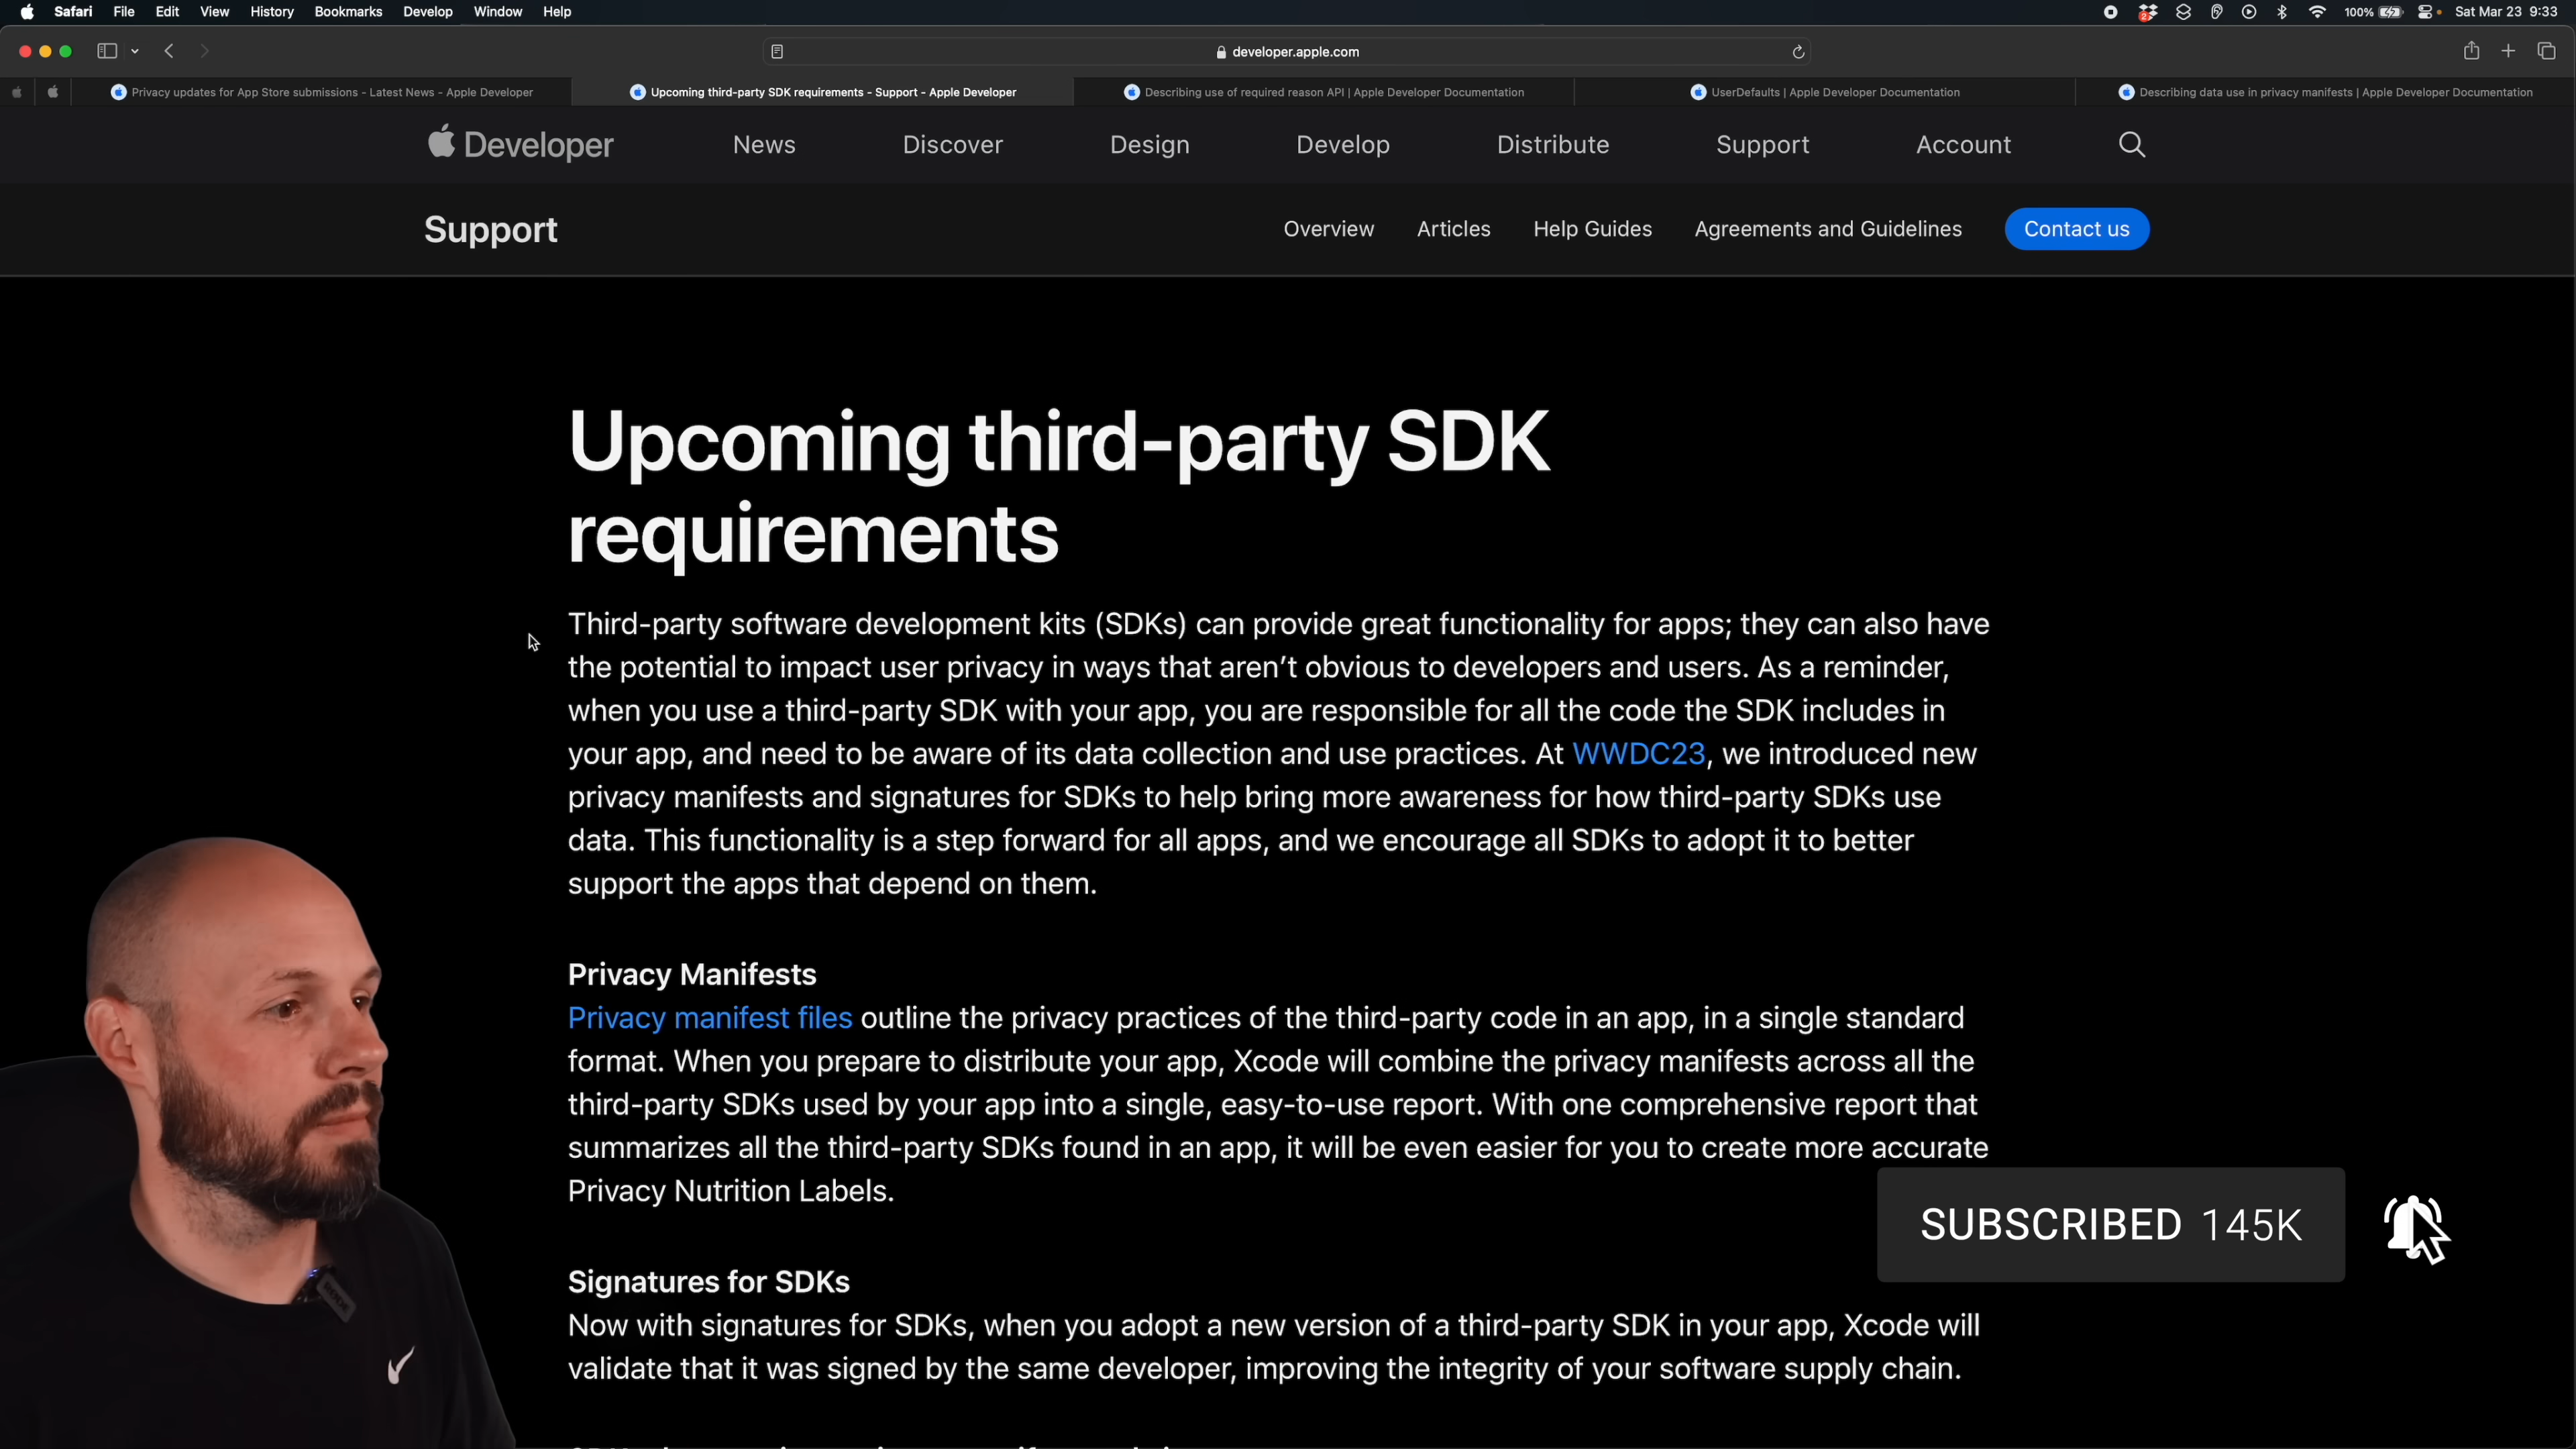 Safari File Edit View History Bookmarks Develop Window Help
2
100%
Sat Mar 23 9:33
developer.apple.com
Privacy updates for App Store submissions - Latest News - Apple Developer
Upcoming third-party SDK requirements - Support - Apple Developer
Describing use of required reason API | Apple Developer Documentation
UserDefaults | Apple Developer Documentation
Describing data use in privacy manifests | Apple Developer Documentation
Developer News Discover Design Develop Distribute Support Account
Support Overview Articles Help Guides Agreements and Guidelines Contact us
Upcoming third-party SDK
requirements
Third-party software development kits (SDKs) can provide great functionality for apps; they can also have
the potential to impact user privacy in ways that aren’t obvious to developers and users. As a reminder,
when you use a third-party SDK with your app, you are responsible for all the code the SDK includes in
your app, and need to be aware of its data collection and use practices. At WWDC23, we introduced new
privacy manifests and signatures for SDKs to help bring more awareness for how third-party SDKs use
data. This functionality is a step forward for all apps, and we encourage all SDKs to adopt it to better
support the apps that depend on them.
Privacy Manifests
Privacy manifest files outline the privacy practices of the third-party code in an app, in a single standard
format. When you prepare to distribute your app, Xcode will combine the privacy manifests across all the
third-party SDKs used by your app into a single, easy-to-use report. With one comprehensive report that
summarizes all the third-party SDKs found in an app, it will be even easier for you to create more accurate
Privacy Nutrition Labels.
SUBSCRIBED 145K
Signatures for SDKs
Now with signatures for SDKs, when you adopt a new version of a third-party SDK in your app, Xcode will
validate that it was signed by the same developer, improving the integrity of your software supply chain.